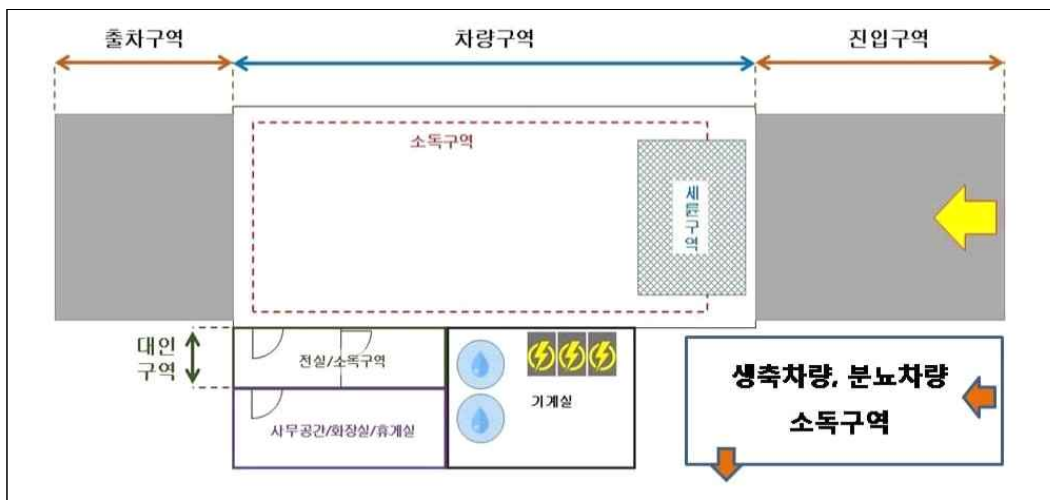 출차구역
차량구역
진입구역
소독구역
세륜구역
대인
구역
전실/소독구역
사무공간/화장실/휴게실
기계실
생축차량, 분뇨차량
소독구역